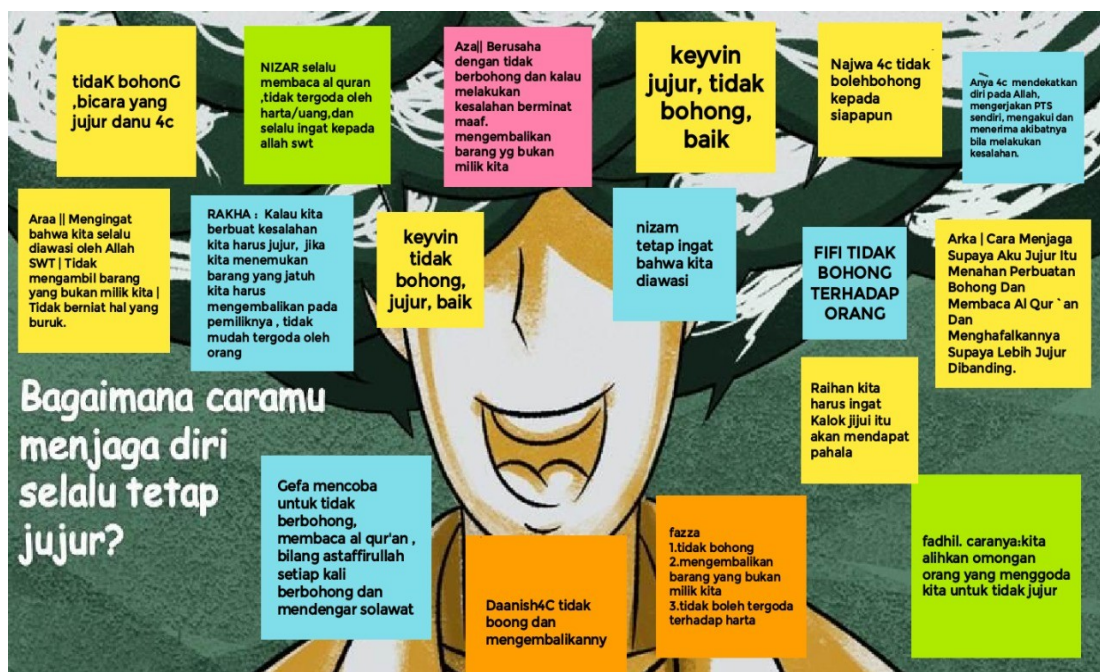 tidaK bohonG
,bicara yang
jujur danu 4c
NIZAR selalu
membaca al quran
,tidak tergoda oleh
harta/uang,dan
selalu ingat kepada
allah swt
Aza|| Berusaha
dengan tidak
berbohong dan kalau
melakukan
kesalahan berminat
maaf.
mengembalikan
barang yg bukan
milik kita
keyvin
jujur, tidak
bohong,
baik
Najwa 4c tidak
bolehbohong
kepada
siapapun
Anya 4c mendekatkan
diri pada Allah,
mengerjakan PTS
sendiri, mengakui dan
menerima akibatnya
bila melakukan
kesalahan.
Araa || Mengingat
bahwa kita selalu
diawasi oleh Allah
SWT | Tidak
mengambil barang
yang bukan milik kita |
Tidak berniat hal yang
buruk.
RAKHA : Kalau kita
berbuat kesalahan
kita harus jujur, jika
kita menemukan
barang yang jatuh
kita harus
mengembalikan pada
pemiliknya , tidak
mudah tergoda oleh
orang
keyvin
tidak
bohong,
jujur, baik
nizam
tetap ingat
bahwa kita
diawasi
FIFI TIDAK
BOHONG
TERHADAP
ORANG
Arka | Cara Menjaga
Supaya Aku Jujur Itu
Menahan Perbuatan
Bohong Dan
Membaca Al Qur`an
Dan
Menghafalkannya
Supaya Lebih Jujur
Dibanding.
Bagaimana caramu
menjaga diri
selalu tetap
jujur?
Raihan kita
harus ingat
Kalok jijui itu
akan mendapat
pahala
Gefa mencoba
untuk tidak
berbohong,
membaca al qur'an ,
bilang astaffirullah
setiap kali
berbohong dan
mendengar solawat
Daanish4C tidak
boong dan
mengembalikanny
fazza
1.tidak bohong
2.mengembalikan
barang yang bukan
milik kita
3.tidak boleh tergoda
terhadap harta
fadhil. caranya:kita
alihkan omongan
orang yang menggoda
kita untuk tidak jujur